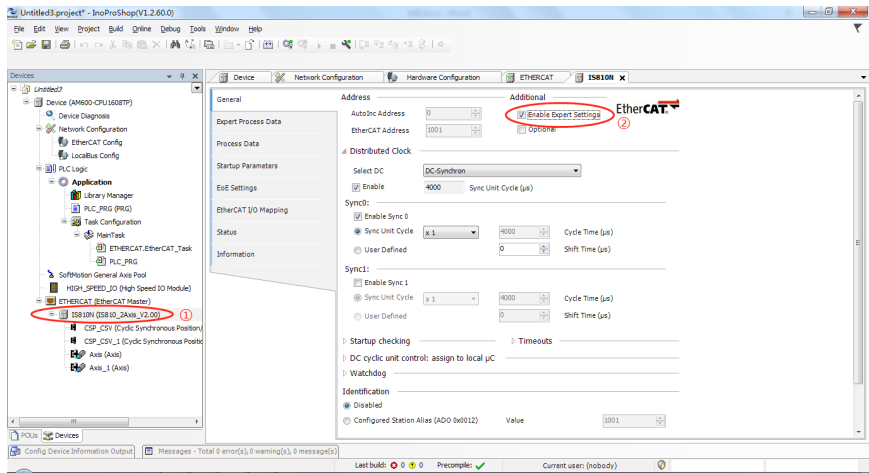 Untitled3.project* - InoProShop(V1.2.60.0)
File Edit View Project Build Online Debug Tools Window Help
Devices
Untitled3
Device (AM600-CPU1608TP)
Device Diagnosis
Network Configuration
EtherCAT Config
LocalBus Config
PLC Logic
Application
Library Manager
PLC_PRG (PRG)
Task Configuration
MainTask
ETHERCAT.EtherCAT_Task
PLC_PRG
SoftMotion General Axis Pool
HIGH_SPEED_IO (High Speed IO Module)
ETHERCAT (EtherCAT Master)
IS810N (IS810_2Axis_V2.00) ①
CSP_CSV (Cyclic Synchronous Position/
CSP_CSV_1 (Cyclic Synchronous Positic
Axis (Axis)
Axis_1 (Axis)
POUs Devices
Device Network Configuration Hardware Configuration ETHERCAT IS810N
General
Expert Process Data
Process Data
Startup Parameters
EoE Settings
EtherCAT I/O Mapping
Status
Information
Address Additional
AutoInc Address 0 Enable Expert Settings EtherCAT.
EtherCAT Address 1001 Optional ②
Distributed Clock
Select DC DC-Synchron
Enable 4000 Sync Unit Cycle (µs)
Sync0:
Enable Sync 0
Sync Unit Cycle x 1 4000 Cycle Time (µs)
User Defined 0 Shift Time (µs)
Sync1:
Enable Sync 1
Sync Unit Cycle x 1 4000 Cycle Time (µs)
User Defined 0 Shift Time (µs)
Startup checking Timeouts
DC cyclic unit control: assign to local µC
Watchdog
Identification
Disabled
Configured Station Alias (ADO 0x0012) Value 1001
Config Device Information Output Messages - Total 0 error(s), 0 warning(s), 0 message(s)
Last build: 0 0 Precompile: Current user: (nobody)